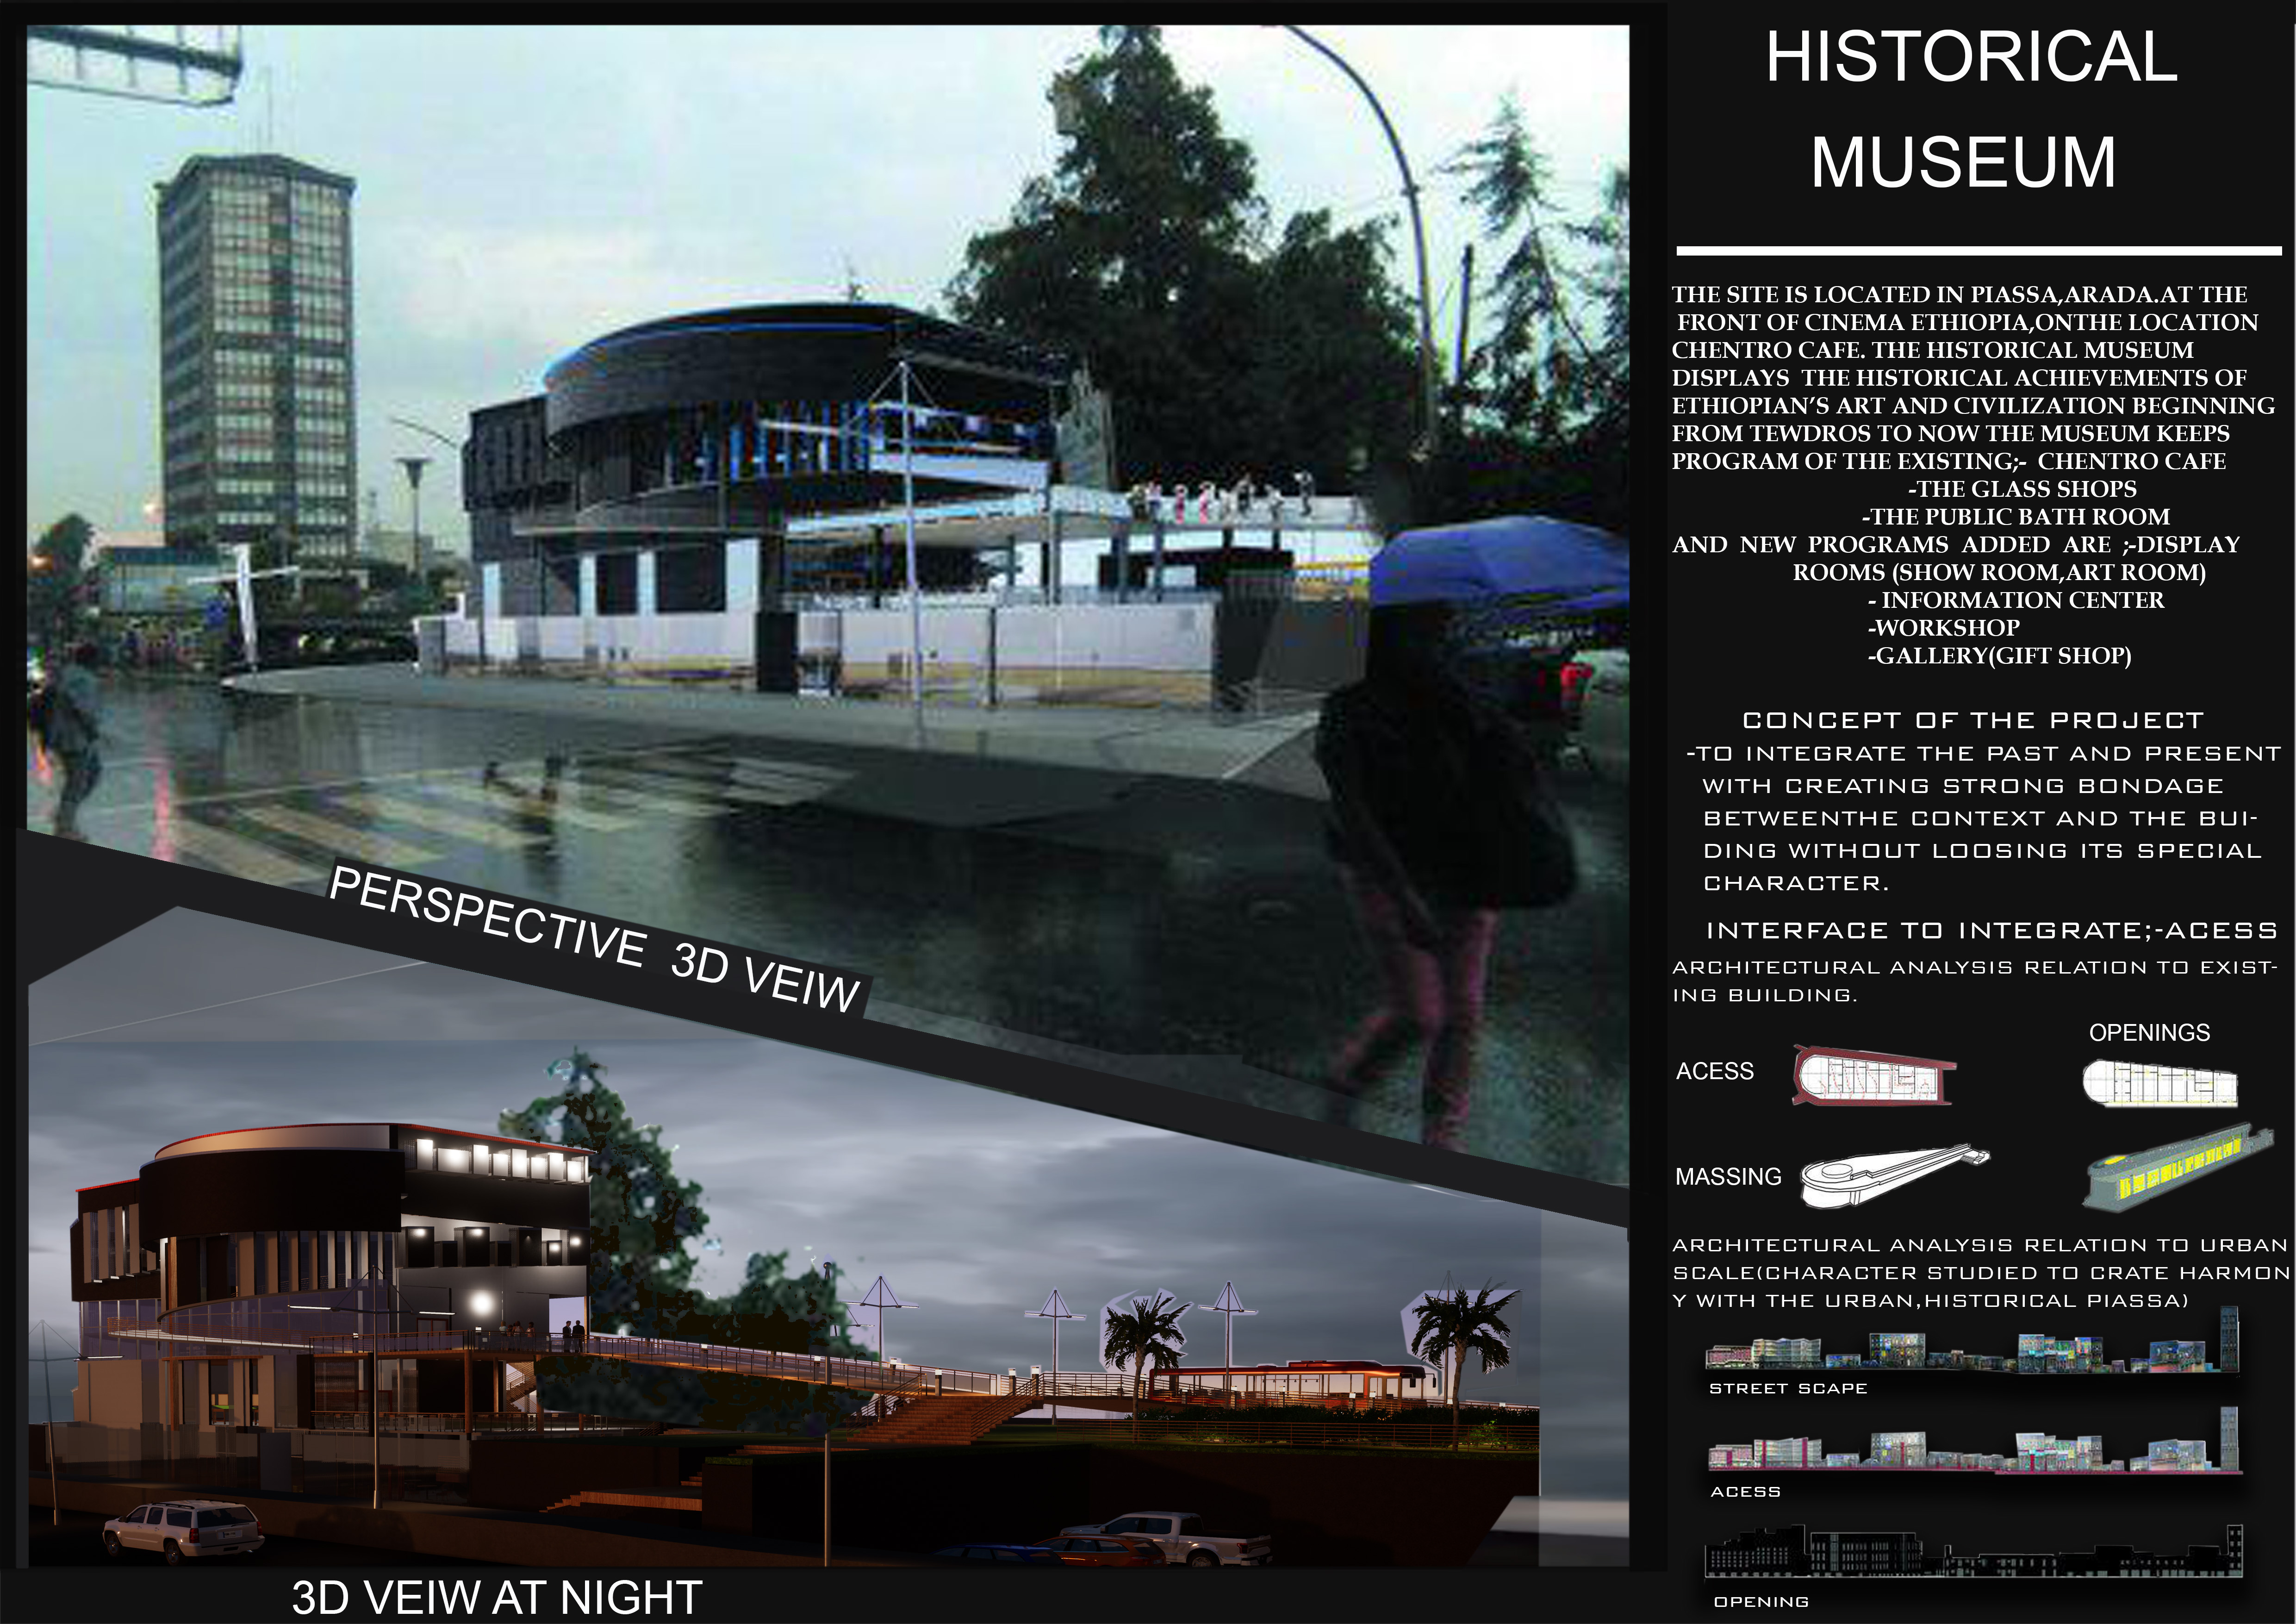 HISTORICAL
MUSEUM
THE SITE IS LOCATED IN PIASSA,ARADA.AT THE
FRONT OF CINEMA ETHIOPIA,ONTHE LOCATION
CHENTRO CAFE. THE HISTORICAL MUSEUM
DISPLAYS THE HISTORICAL ACHIEVEMENTS OF
ETHIOPIAN'S ART AND CIVILIZATION BEGINNING
FROM TEWDROS TO NOW THE MUSEUM KEEPS
PROGRAM OF THE EXISTING;- CHENTRO CAFE
-THE GLASS SHOPS
-THE PUBLIC BATH ROOM
AND NEW PROGRAMS ADDED ARE ;-DISPLAY
ROOMS (SHOW ROOM,ART ROOM)
- INFORMATION CENTER
-WORKSHOP
-GALLERY(GIFT SHOP)
CONCEPT OF THE PROJECT
-TO INTEGRATE THE PAST AND PRESENT
WITH CREATING STRONG BONDAGE
BETWEENTHE CONTEXT AND THE BUI-
DING WITHOUT LOOSING ITS SPECIAL
CHARACTER.
INTERFACE TO INTEGRATE;-ACESS
ARCHITECTURAL ANALYSIS RELATION TO EXIST-
ING BUILDING.
OPENINGS
ACESS
MASSING
ARCHITECTURAL ANALYSIS RELATION TO URBAN
SCALE(CHARACTER STUDIED TO CRATE HARMON
Y WITH THE URBAN,HISTORICAL PIASSA)
STREET SCAPE
ACESS
OPENING
PERSPECTIVE 3D VEIW
3D VEIW AT NIGHT